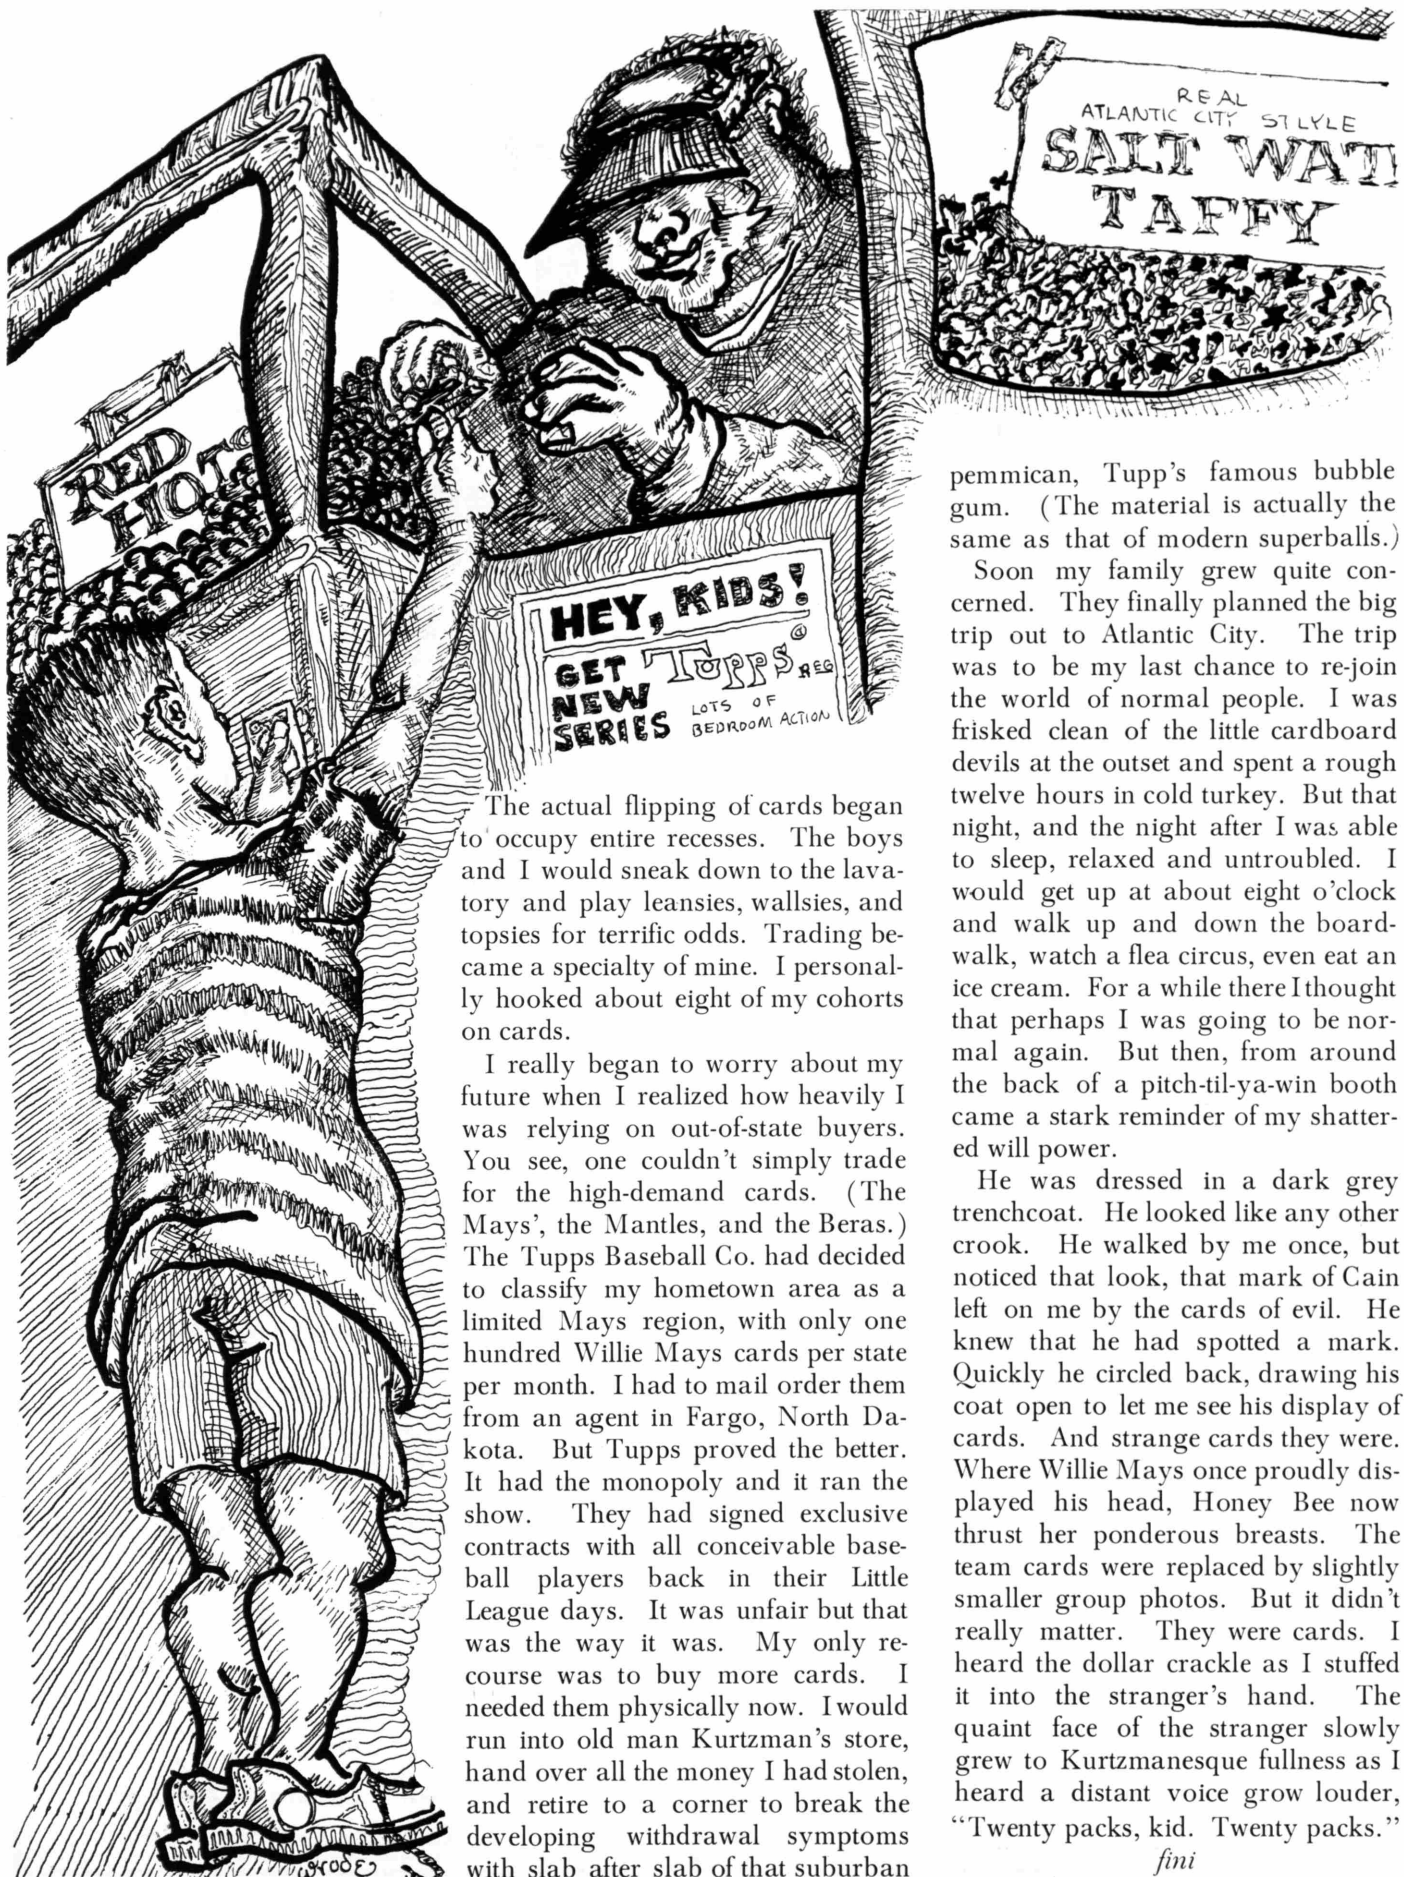 REAL
ATLANTIC CITY STLYLE
SALT WAT
TAFFY
RED
HOTS
HEY, KIDS!
GET Tupps® REG
NEW
SERIES
LOTS OF
BEDROOM ACTION
The actual flipping of cards began
to occupy entire recesses. The boys
and I would sneak down to the lava-
tory and play leansies, wallsies, and
topsies for terrific odds. Trading be-
came a specialty of mine. I personal-
ly hooked about eight of my cohorts
on cards.
I really began to worry about my
future when I realized how heavily I
was relying on out-of-state buyers.
You see, one couldn't simply trade
for the high-demand cards. (The
Mays', the Mantles, and the Beras.)
The Tupps Baseball Co. had decided
to classify my hometown area as a
limited Mays region, with only one
hundred Willie Mays cards per state
per month. I had to mail order them
from an agent in Fargo, North Da-
kota. But Tupps proved the better.
It had the monopoly and it ran the
show. They had signed exclusive
contracts with all conceivable base-
ball players back in their Little
League days. It was unfair but that
was the way it was. My only re-
course was to buy more cards. I
needed them physically now. I would
run into old man Kurtzman's store,
hand over all the money I had stolen,
and retire to a corner to break the
developing withdrawal symptoms
with slab after slab of that suburban
pemmican, Tupp's famous bubble
gum. (The material is actually the
same as that of modern superballs.)
Soon my family grew quite con-
cerned. They finally planned the big
trip out to Atlantic City. The trip
was to be my last chance to re-join
the world of normal people. I was
frisked clean of the little cardboard
devils at the outset and spent a rough
twelve hours in cold turkey. But that
night, and the night after I was able
to sleep, relaxed and untroubled. I
would get up at about eight o'clock
and walk up and down the board-
walk, watch a flea circus, even eat an
ice cream. For a while there I thought
that perhaps I was going to be nor-
mal again. But then, from around
the back of a pitch-til-ya-win booth
came a stark reminder of my shatter-
ed will power.
He was dressed in a dark grey
trenchcoat. He looked like any other
crook. He walked by me once, but
noticed that look, that mark of Cain
left on me by the cards of evil. He
knew that he had spotted a mark.
Quickly he circled back, drawing his
coat open to let me see his display of
cards. And strange cards they were.
Where Willie Mays once proudly dis-
played his head, Honey Bee now
thrust her ponderous breasts. The
team cards were replaced by slightly
smaller group photos. But it didn't
really matter. They were cards. I
heard the dollar crackle as I stuffed
it into the stranger's hand. The
quaint face of the stranger slowly
grew to Kurtzmanesque fullness as I
heard a distant voice grow louder,
"Twenty packs, kid. Twenty packs."
fini